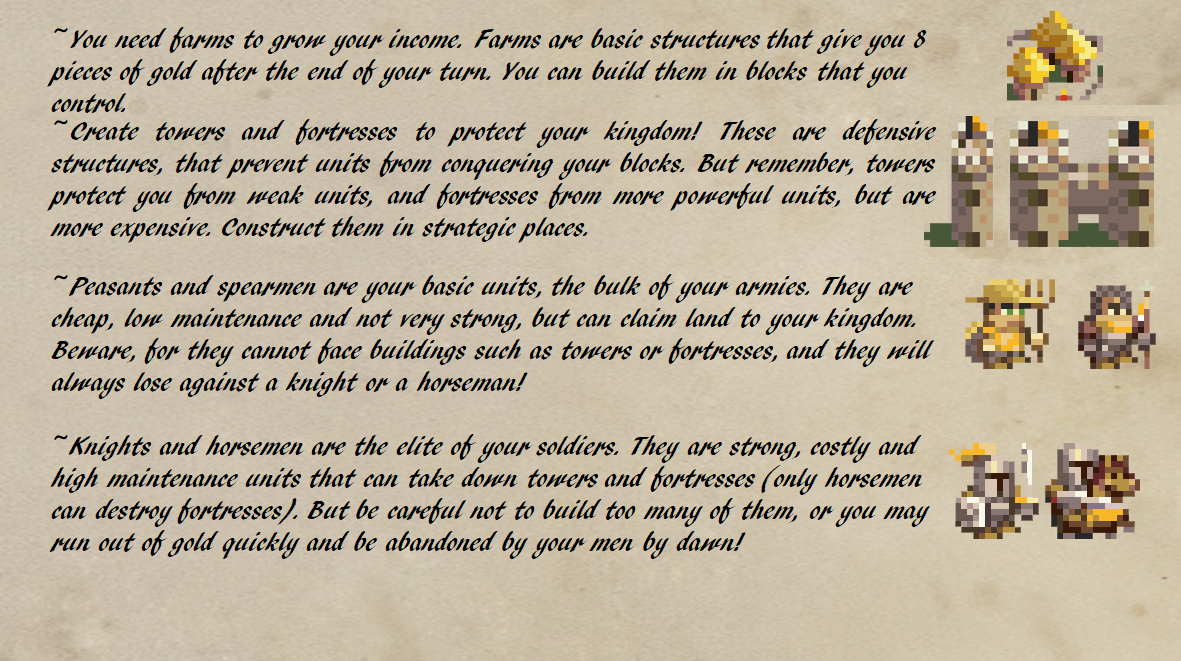 ~You need farms to grow your income. Farms are basic structures that give you 8
pieces of gold after the end of your turn. You can build them in blocks that you
control.
~Create towers and fortresses to protect your kingdom! These are defensive
structures, that prevent units from conquering your blocks. But remember, towers
protect you from weak units, and fortresses from more powerful units, but are
more expensive. Construct them in strategic places.
~Peasants and spearmen are your basic units, the bulk of your armies. They are
cheap, low maintenance and not very strong, but can claim land to your kingdom.
Beware, for they cannot face buildings such as towers or fortresses, and they will
always lose against a knight or a horseman!
~Knights and horsemen are the elite of your soldiers. They are strong, costly and
high maintenance units that can take down towers and fortresses (only horsemen
can destroy fortresses). But be careful not to build too many of them, or you may
run out of gold quickly and be abandoned by your men by dawn!